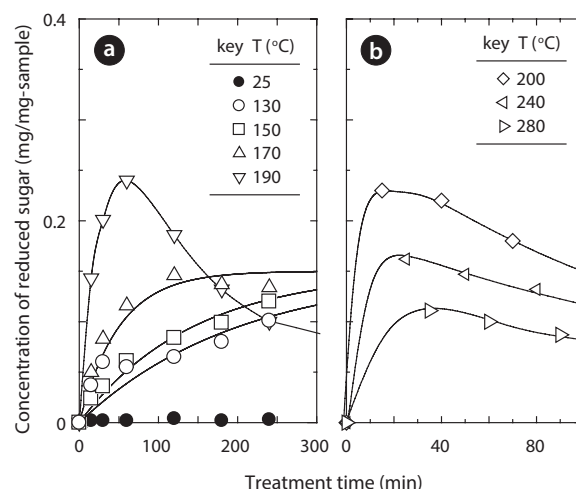 a
key T (°C)
25
130
150
170
190
b
key T (°C)
200
240
280
Concentration of reduced sugar (mg/mg-sample)
0.4
0.2
0
0 100 200 300
0 40 80
Treatment time (min)